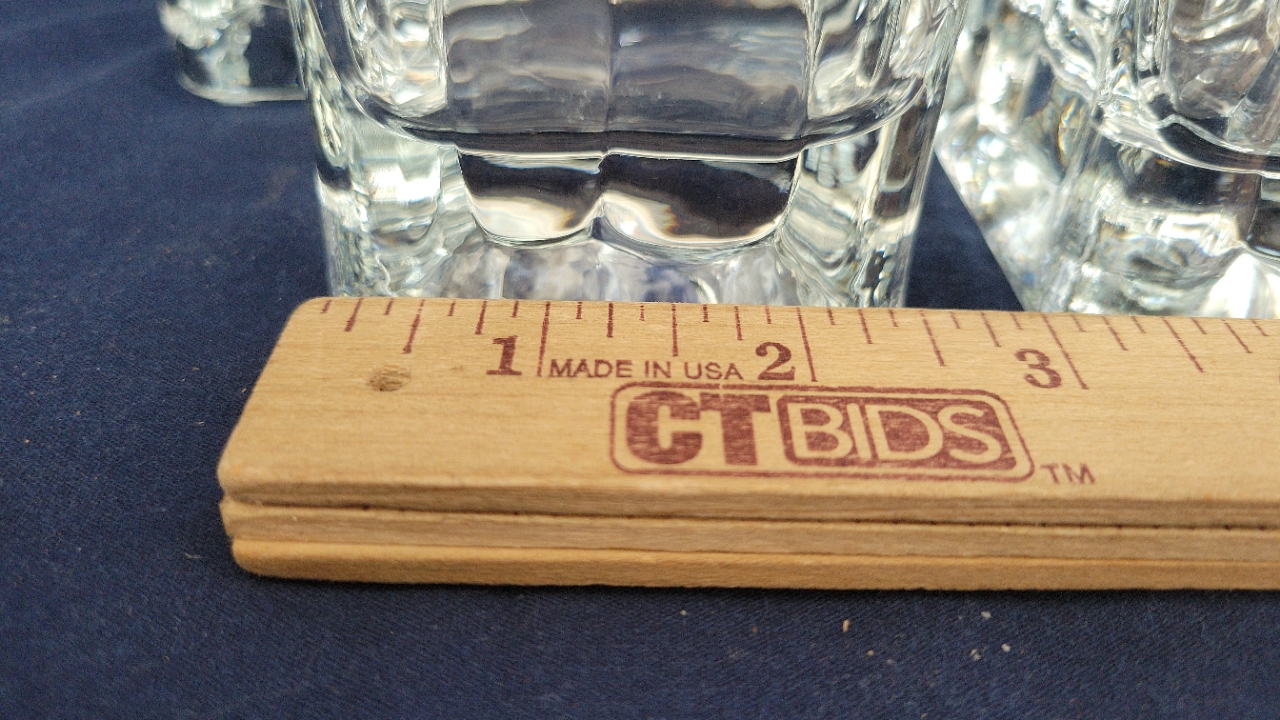 1 MADE IN USA 2 3
CTBIDS TM